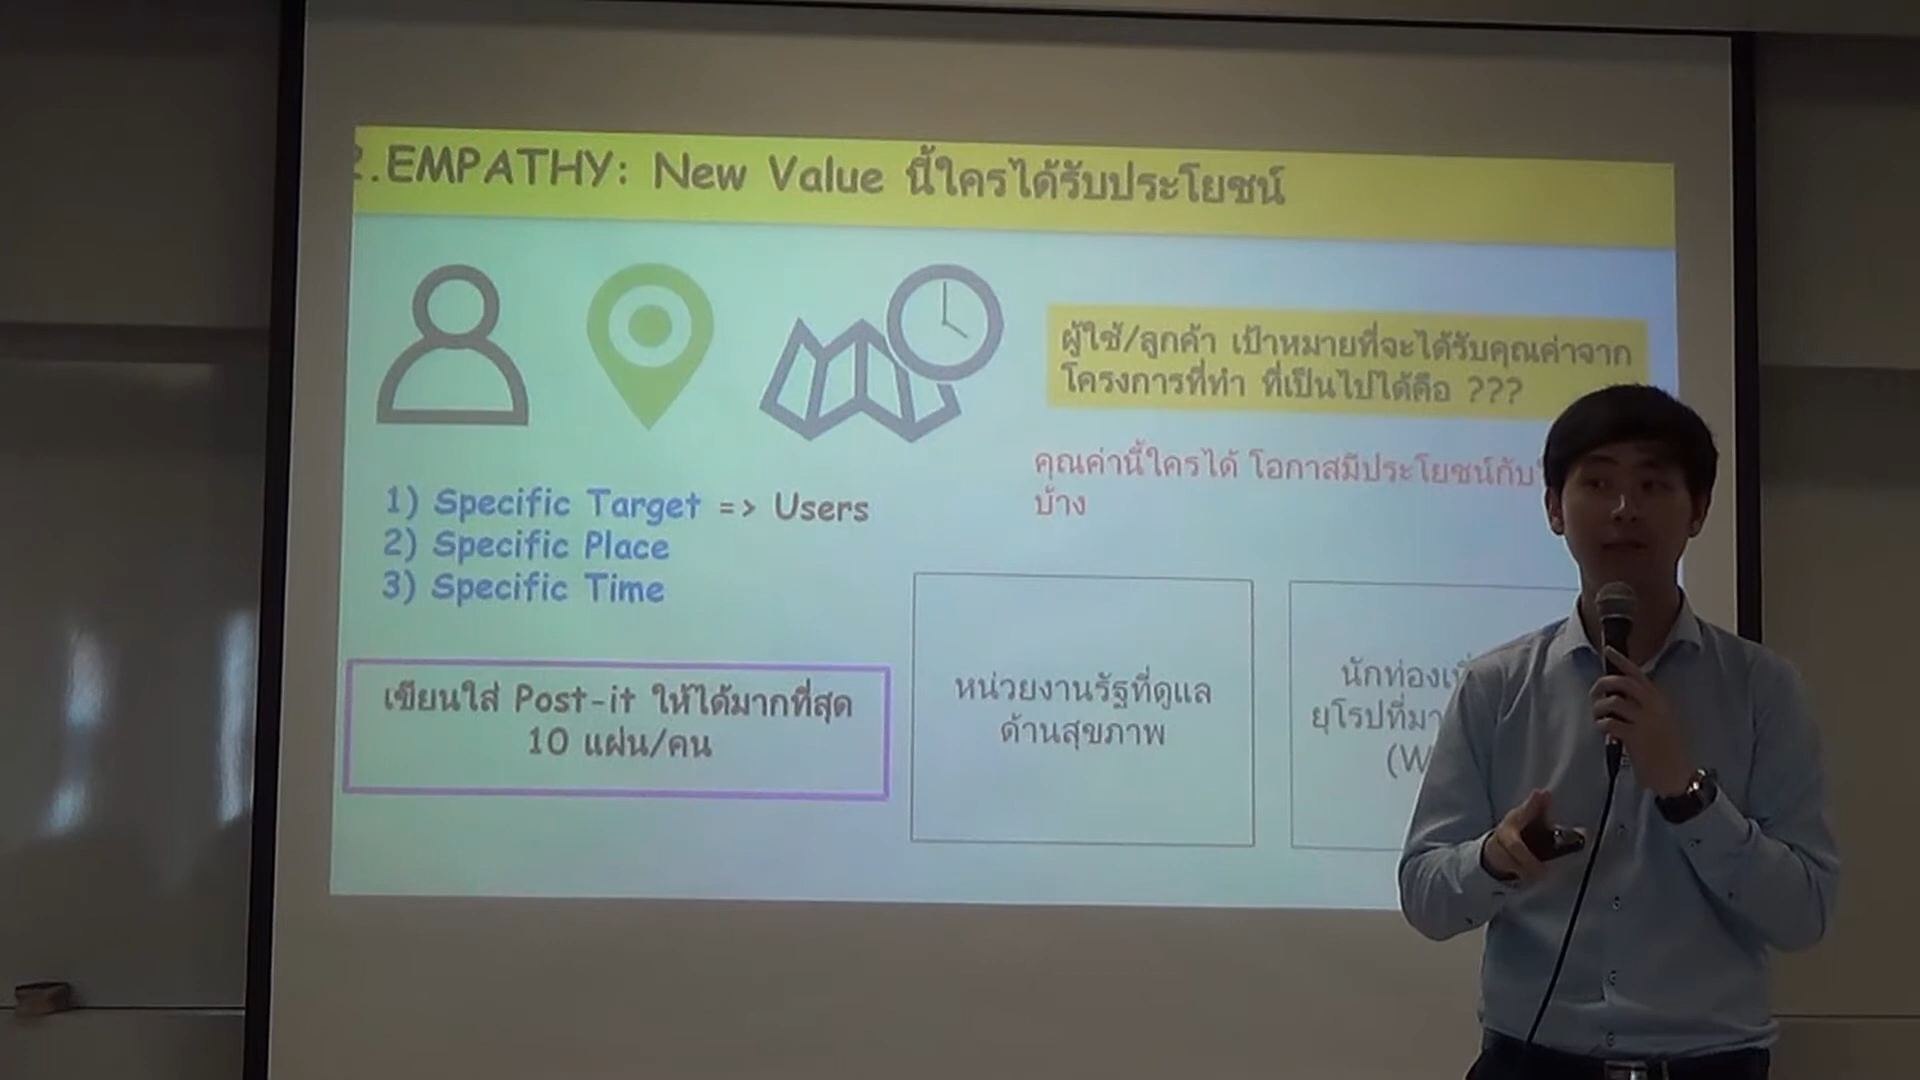 .EMPATHY: New Value นี้ใครได้รับประโยชน์
ผู้ใช้/ลูกค้า เป้าหมายที่จะได้รับคุณค่าจาก
โครงการที่ทำ ที่เป็นไปได้คือ ???
คุณค่านี้ใครได้ โอกาสมีประโยชน์กับ
บ้าง
1) Specific Target => Users
2) Specific Place
3) Specific Time
เขียนใส่ Post-it ให้ได้มากที่สุด
10 แผ่น/คน
หน่วยงานรัฐที่ดูแล
ด้านสุขภาพ
ยุโรปที่มา
(W